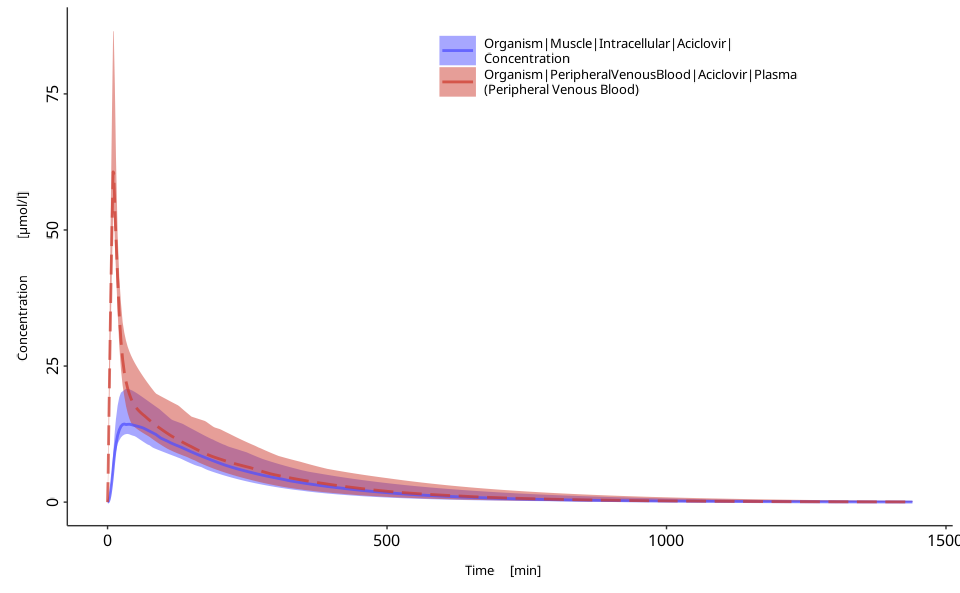 Organism|Muscle|Intracellular|Aciclovir|
Concentration
Organism|PeripheralVenousBlood|Aciclovir|Plasma
(Peripheral Venous Blood)
75
50
25
0
Concentration [µmol/l]
0 500 1000 1500
Time [min]